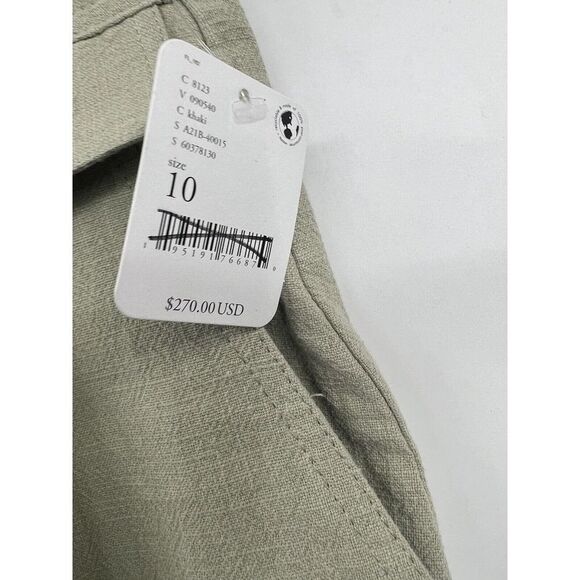 C 8123
V 090540
C khaki
S A21B-40015
S 60378130
size
10
$270.00 USD